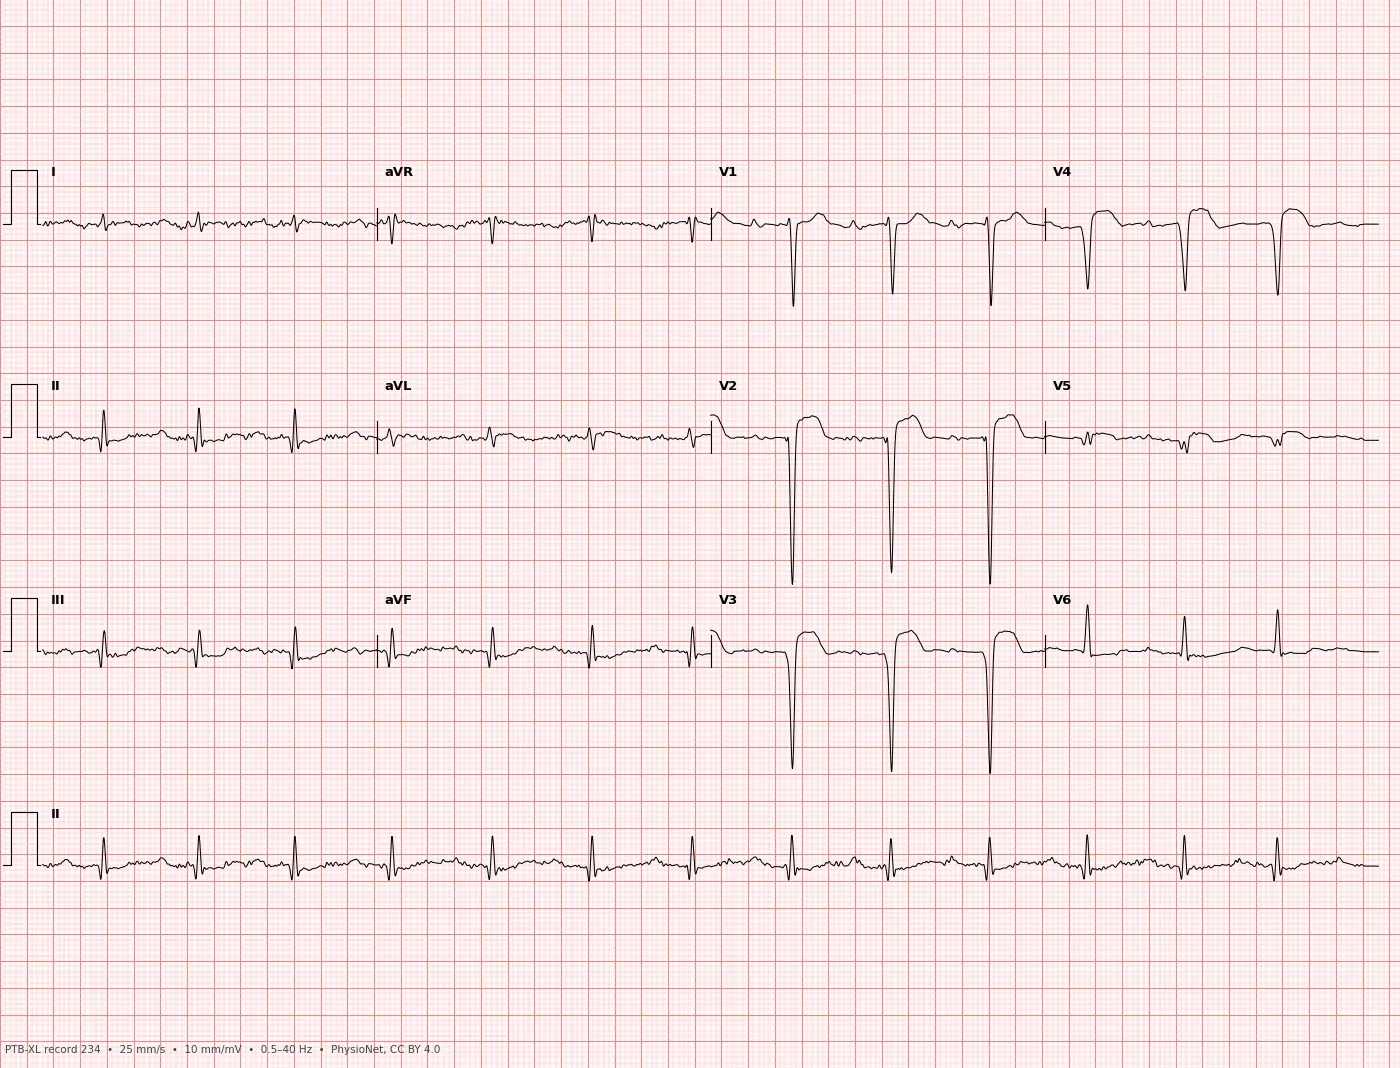 I aVR V1 V4
II aVL V2 V5
III aVF V3 V6
II
PTB-XL record 234 • 25 mm/s • 10 mm/mV • 0.5–40 Hz • PhysioNet, CC BY 4.0